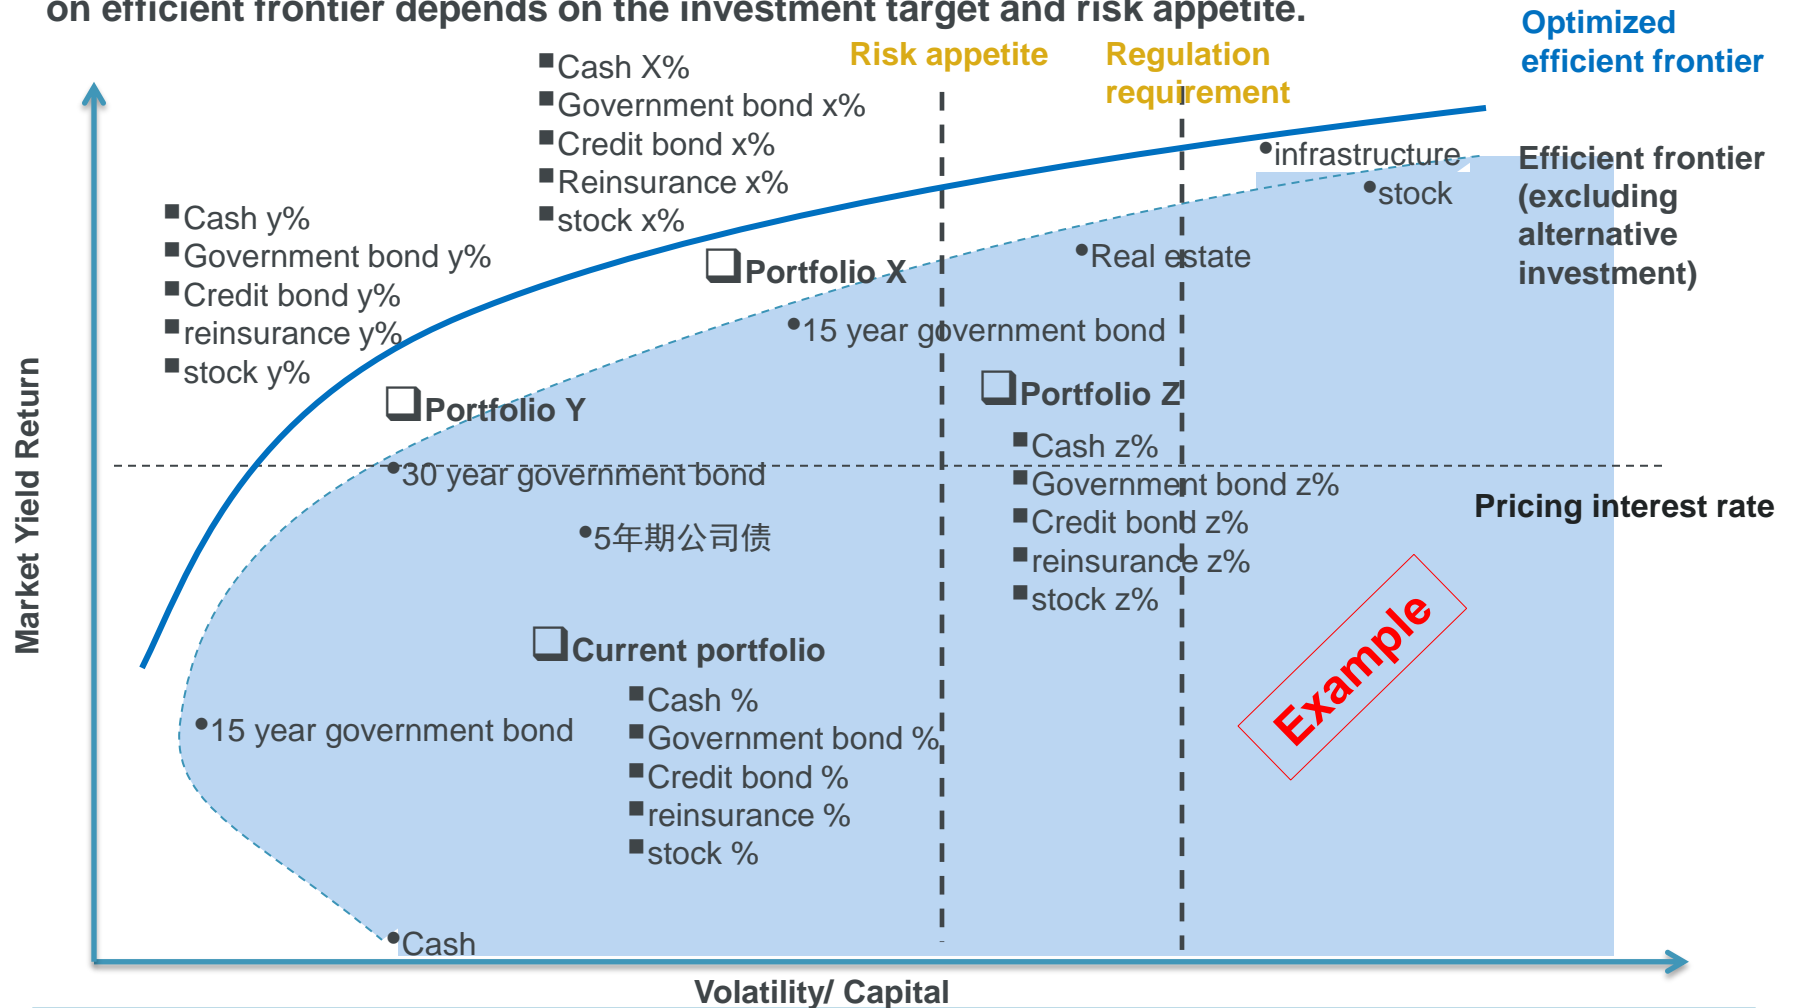 on efficient frontier depends on the investment target and risk appetite.
Optimized
efficient frontier
Risk appetite
Regulation
requirement
Cash X%
Government bond x%
Credit bond x%
Reinsurance x%
stock x%
infrastructure
stock
Efficient frontier
(excluding
alternative
investment)
Cash y%
Government bond y%
Credit bond y%
reinsurance y%
stock y%
Portfolio X
Real estate
15 year government bond
Portfolio Y
Portfolio Z
Cash z%
Government bond z%
Credit bond z%
reinsurance z%
stock z%
30 year government bond
Pricing interest rate
5年期公司债
Market Yield Return
Example
Current portfolio
Cash %
Government bond %
Credit bond %
reinsurance %
stock %
15 year government bond
Cash
Volatility/ Capital